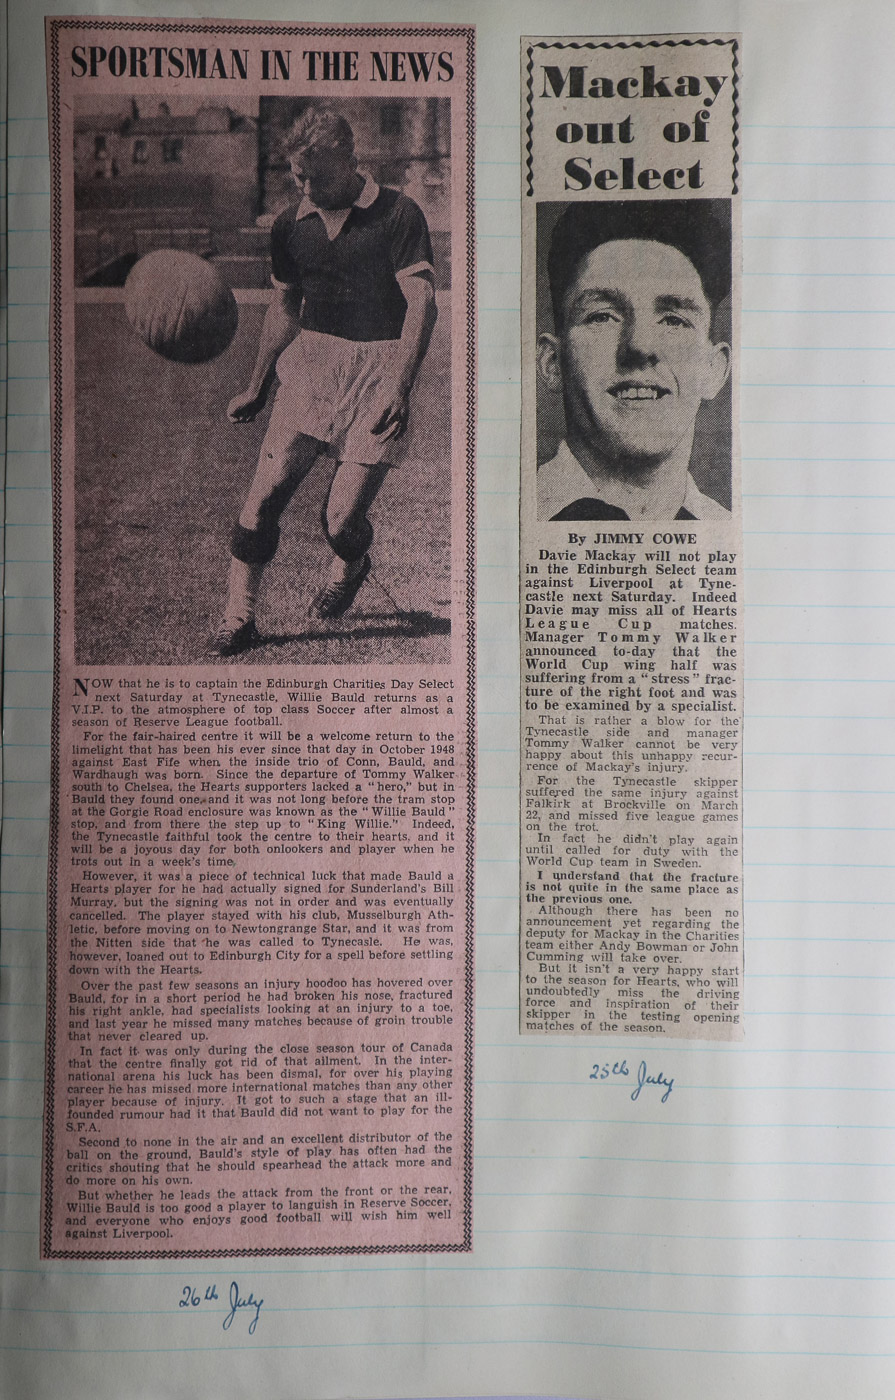 SPORTSMAN IN THE NEWS
NOW that he is to captain the Edinburgh Charities Day Select
next Saturday at Tynecastle, Willie Bauld returns as a
V.I.P. to the atmosphere of top class Soccer after almost a
season of Reserve League football.
For the fair-haired centre it will be a welcome return to the
limelight that has been his ever since that day in October 1948
against East Fife when the inside trio of Conn, Bauld, and
Wardhaugh was born. Since the departure of Tommy Walker
south to Chelsea, the Hearts supporters lacked a "hero," but in
Bauld they found one, and it was not long before the tram stop
at the Gorgie Road enclosure was known as the "Willie Bauld"
stop, and from there the step up to "King Willie." Indeed,
the Tynecastle faithful took the centre to their hearts, and it
will be a joyous day for both onlookers and player when he
trots out in a week's time.
However, it was a piece of technical luck that made Bauld a
Hearts player for he had actually signed for Sunderland's Bill
Murray, but the signing was not in order and was eventually
cancelled. The player stayed with his club, Musselburgh Ath-
letic, before moving on to Newtongrange Star, and it was from
the Nitten side that he was called to Tynecasle. He was,
however, loaned out to Edinburgh City for a spell before settling
down with the Hearts.
Over the past few seasons an injury hoodoo has hovered over
Bauld, for in a short period he had broken his nose, fractured
his right ankle, had specialists looking at an injury to a toe,
and last year he missed many matches because of groin trouble
that never cleared up.
In fact it was only during the close season tour of Canada
that the centre finally got rid of that ailment. In the inter-
national arena his luck has been dismal, for over his playing
career he has missed more international matches than any other
player because of injury. It got to such a stage that an ill-
founded rumour had it that Bauld did not want to play for the
S.F.A.
Second to none in the air and an excellent distributor of the
ball on the ground, Bauld's style of play has often had the
critics shouting that he should spearhead the attack more and
do more on his own.
But whether he leads the attack from the front or the rear,
Willie Bauld is too good a player to languish in Reserve Soccer,
and everyone who enjoys good football will wish him well
against Liverpool.
26th July
Mackay
out of
Select
By JIMMY COWE
Davie Mackay will not play
in the Edinburgh Select team
against Liverpool at Tyne-
castle next Saturday. Indeed
Davie may miss all of Hearts
League Cup matches.
Manager Tommy Walker
announced to-day that the
World Cup wing half was
suffering from a "stress" frac-
ture of the right foot and was
to be examined by a specialist.
That is rather a blow for the
Tynecastle side and manager
Tommy Walker cannot be very
happy about this unhappy recur-
rence of Mackay's injury.
For the Tynecastle skipper
suffered the same injury against
Falkirk at Brockville on March
22, and missed five league games
on the trot.
In fact he didn't play again
until called for duty with the
World Cup team in Sweden.
I understand that the fracture
is not quite in the same place as
the previous one.
Although there has been no
announcement yet regarding the
deputy for Mackay in the Charities
team either Andy Bowman or John
Cumming will take over.
But it isn't a very happy start
to the season for Hearts, who will
undoubtedly miss the driving
force and inspiration of their
skipper in the testing opening
matches of the season.
25th July